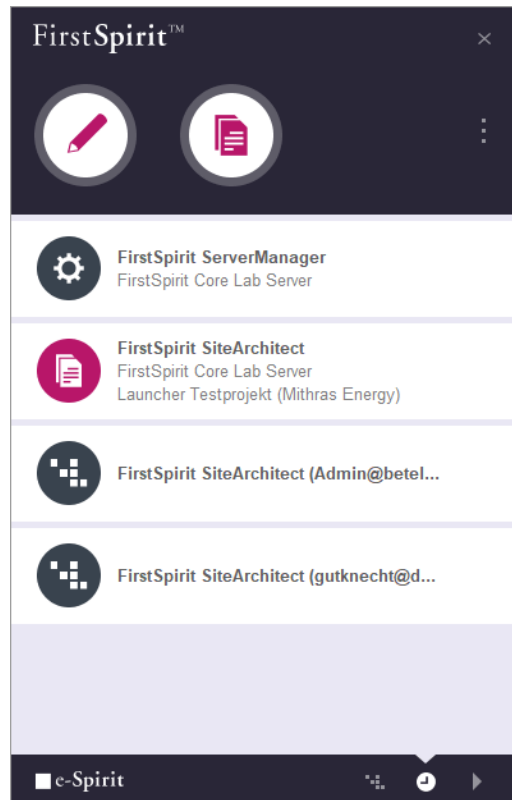 FirstSpirit™
FirstSpirit ServerManager
FirstSpirit Core Lab Server
FirstSpirit SiteArchitect
FirstSpirit Core Lab Server
Launcher Testprojekt (Mithras Energy)
FirstSpirit SiteArchitect (Admin@betel...
FirstSpirit SiteArchitect (gutknecht@d...
e-Spirit